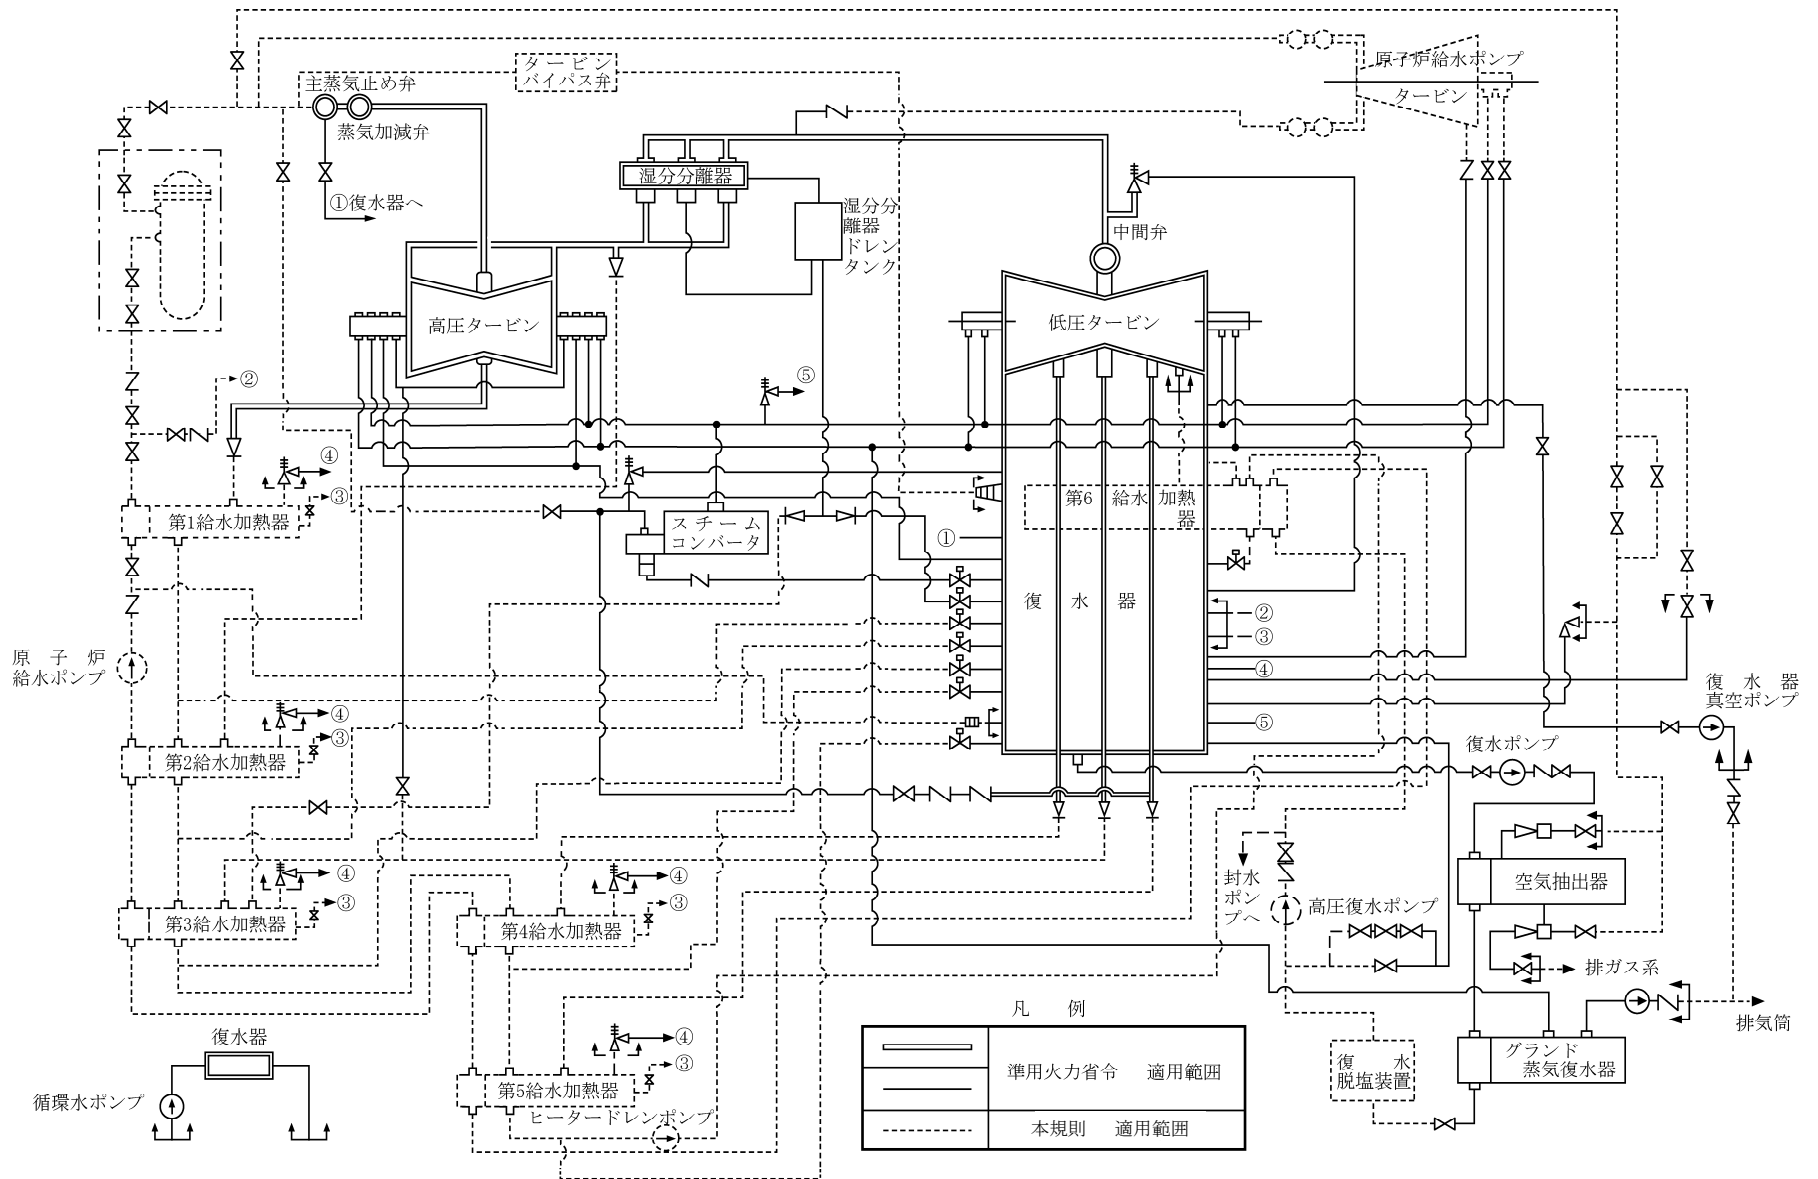 タービン
バイパス弁
主蒸気止め弁
蒸気加減弁
①復水器へ
湿分分離器
湿分分
離器
ドレン
タンク
原子炉給水ポンプ
タービン
中間弁
高圧タービン
低圧タービン
②
⑤
④
③
第1給水加熱器
スチーム
コンバータ
①
第6 給水 加熱
器
復 水 器
②
③
④
⑤
原 子 炉
給水ポンプ
④
③
第2給水加熱器
復 水 器
真空ポンプ
復水ポンプ
④
③
第3給水加熱器
④
③
第4給水加熱器
封水
ポン
プへ
高圧復水ポンプ
空気抽出器
排ガス系
排気筒
復水器
循環水ポンプ
④
③
第5給水加熱器
ヒータードレンポンプ
凡 例
準用火力省令 適用範囲
本規則 適用範囲
復 水
脱塩装置
グランド
蒸気復水器